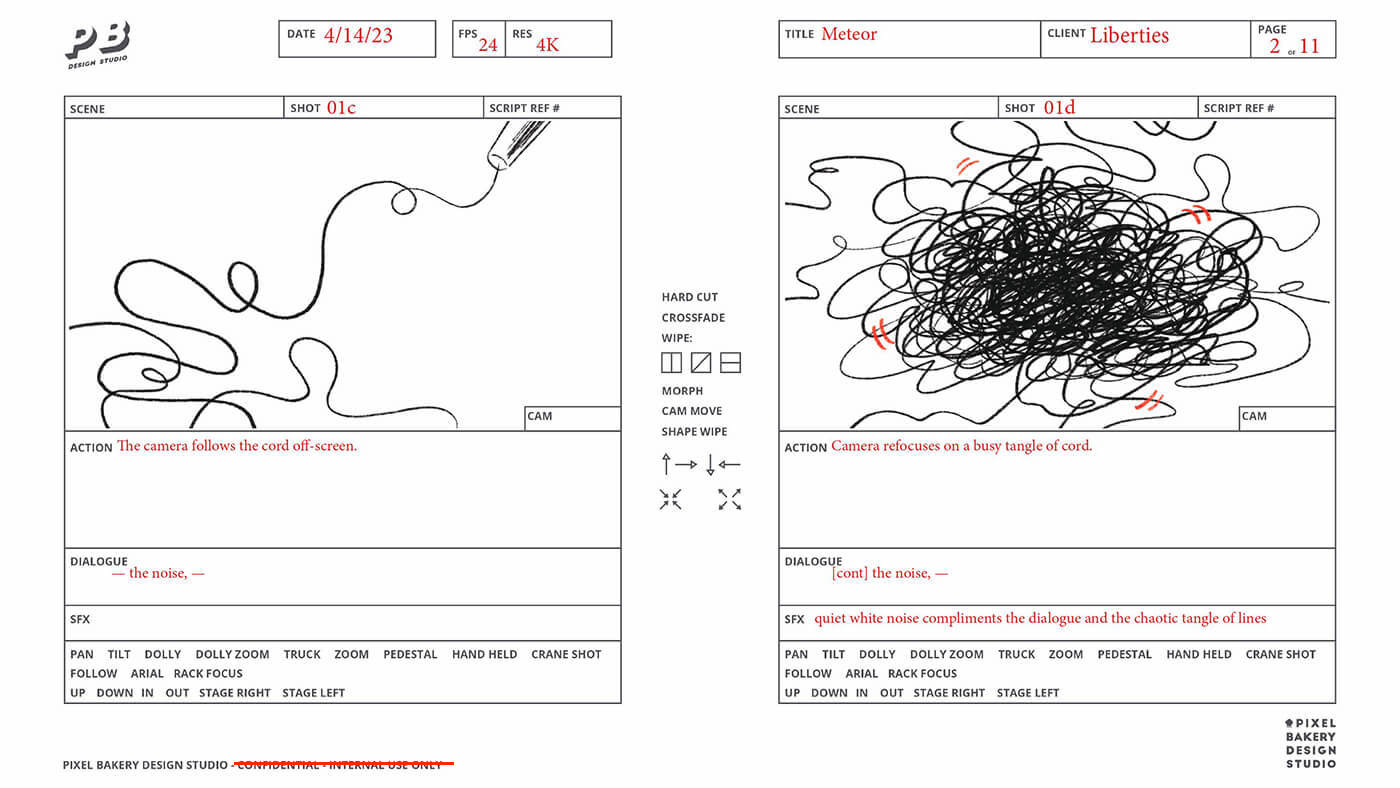 PB
DESIGN STUDIO
DATE 4/14/23
FPS 24 RES 4K
TITLE Meteor CLIENT Liberties PAGE 2 OF 11
SCENE SHOT 01c SCRIPT REF #
CAM
ACTION The camera follows the cord off-screen.
DIALOGUE
— the noise, —
SFX
PAN TILT DOLLY DOLLY ZOOM TRUCK ZOOM PEDESTAL HAND HELD CRANE SHOT
FOLLOW ARIAL RACK FOCUS
UP DOWN IN OUT STAGE RIGHT STAGE LEFT
HARD CUT
CROSSFADE
WIPE:
MORPH
CAM MOVE
SHAPE WIPE
SCENE SHOT 01d SCRIPT REF #
CAM
ACTION Camera refocuses on a busy tangle of cord.
DIALOGUE
[cont] the noise, —
SFX quiet white noise compliments the dialogue and the chaotic tangle of lines
PAN TILT DOLLY DOLLY ZOOM TRUCK ZOOM PEDESTAL HAND HELD CRANE SHOT
FOLLOW ARIAL RACK FOCUS
UP DOWN IN OUT STAGE RIGHT STAGE LEFT
PIXEL BAKERY DESIGN STUDIO - CONFIDENTIAL - INTERNAL USE ONLY
PIXEL
BAKERY
DESIGN
STUDIO